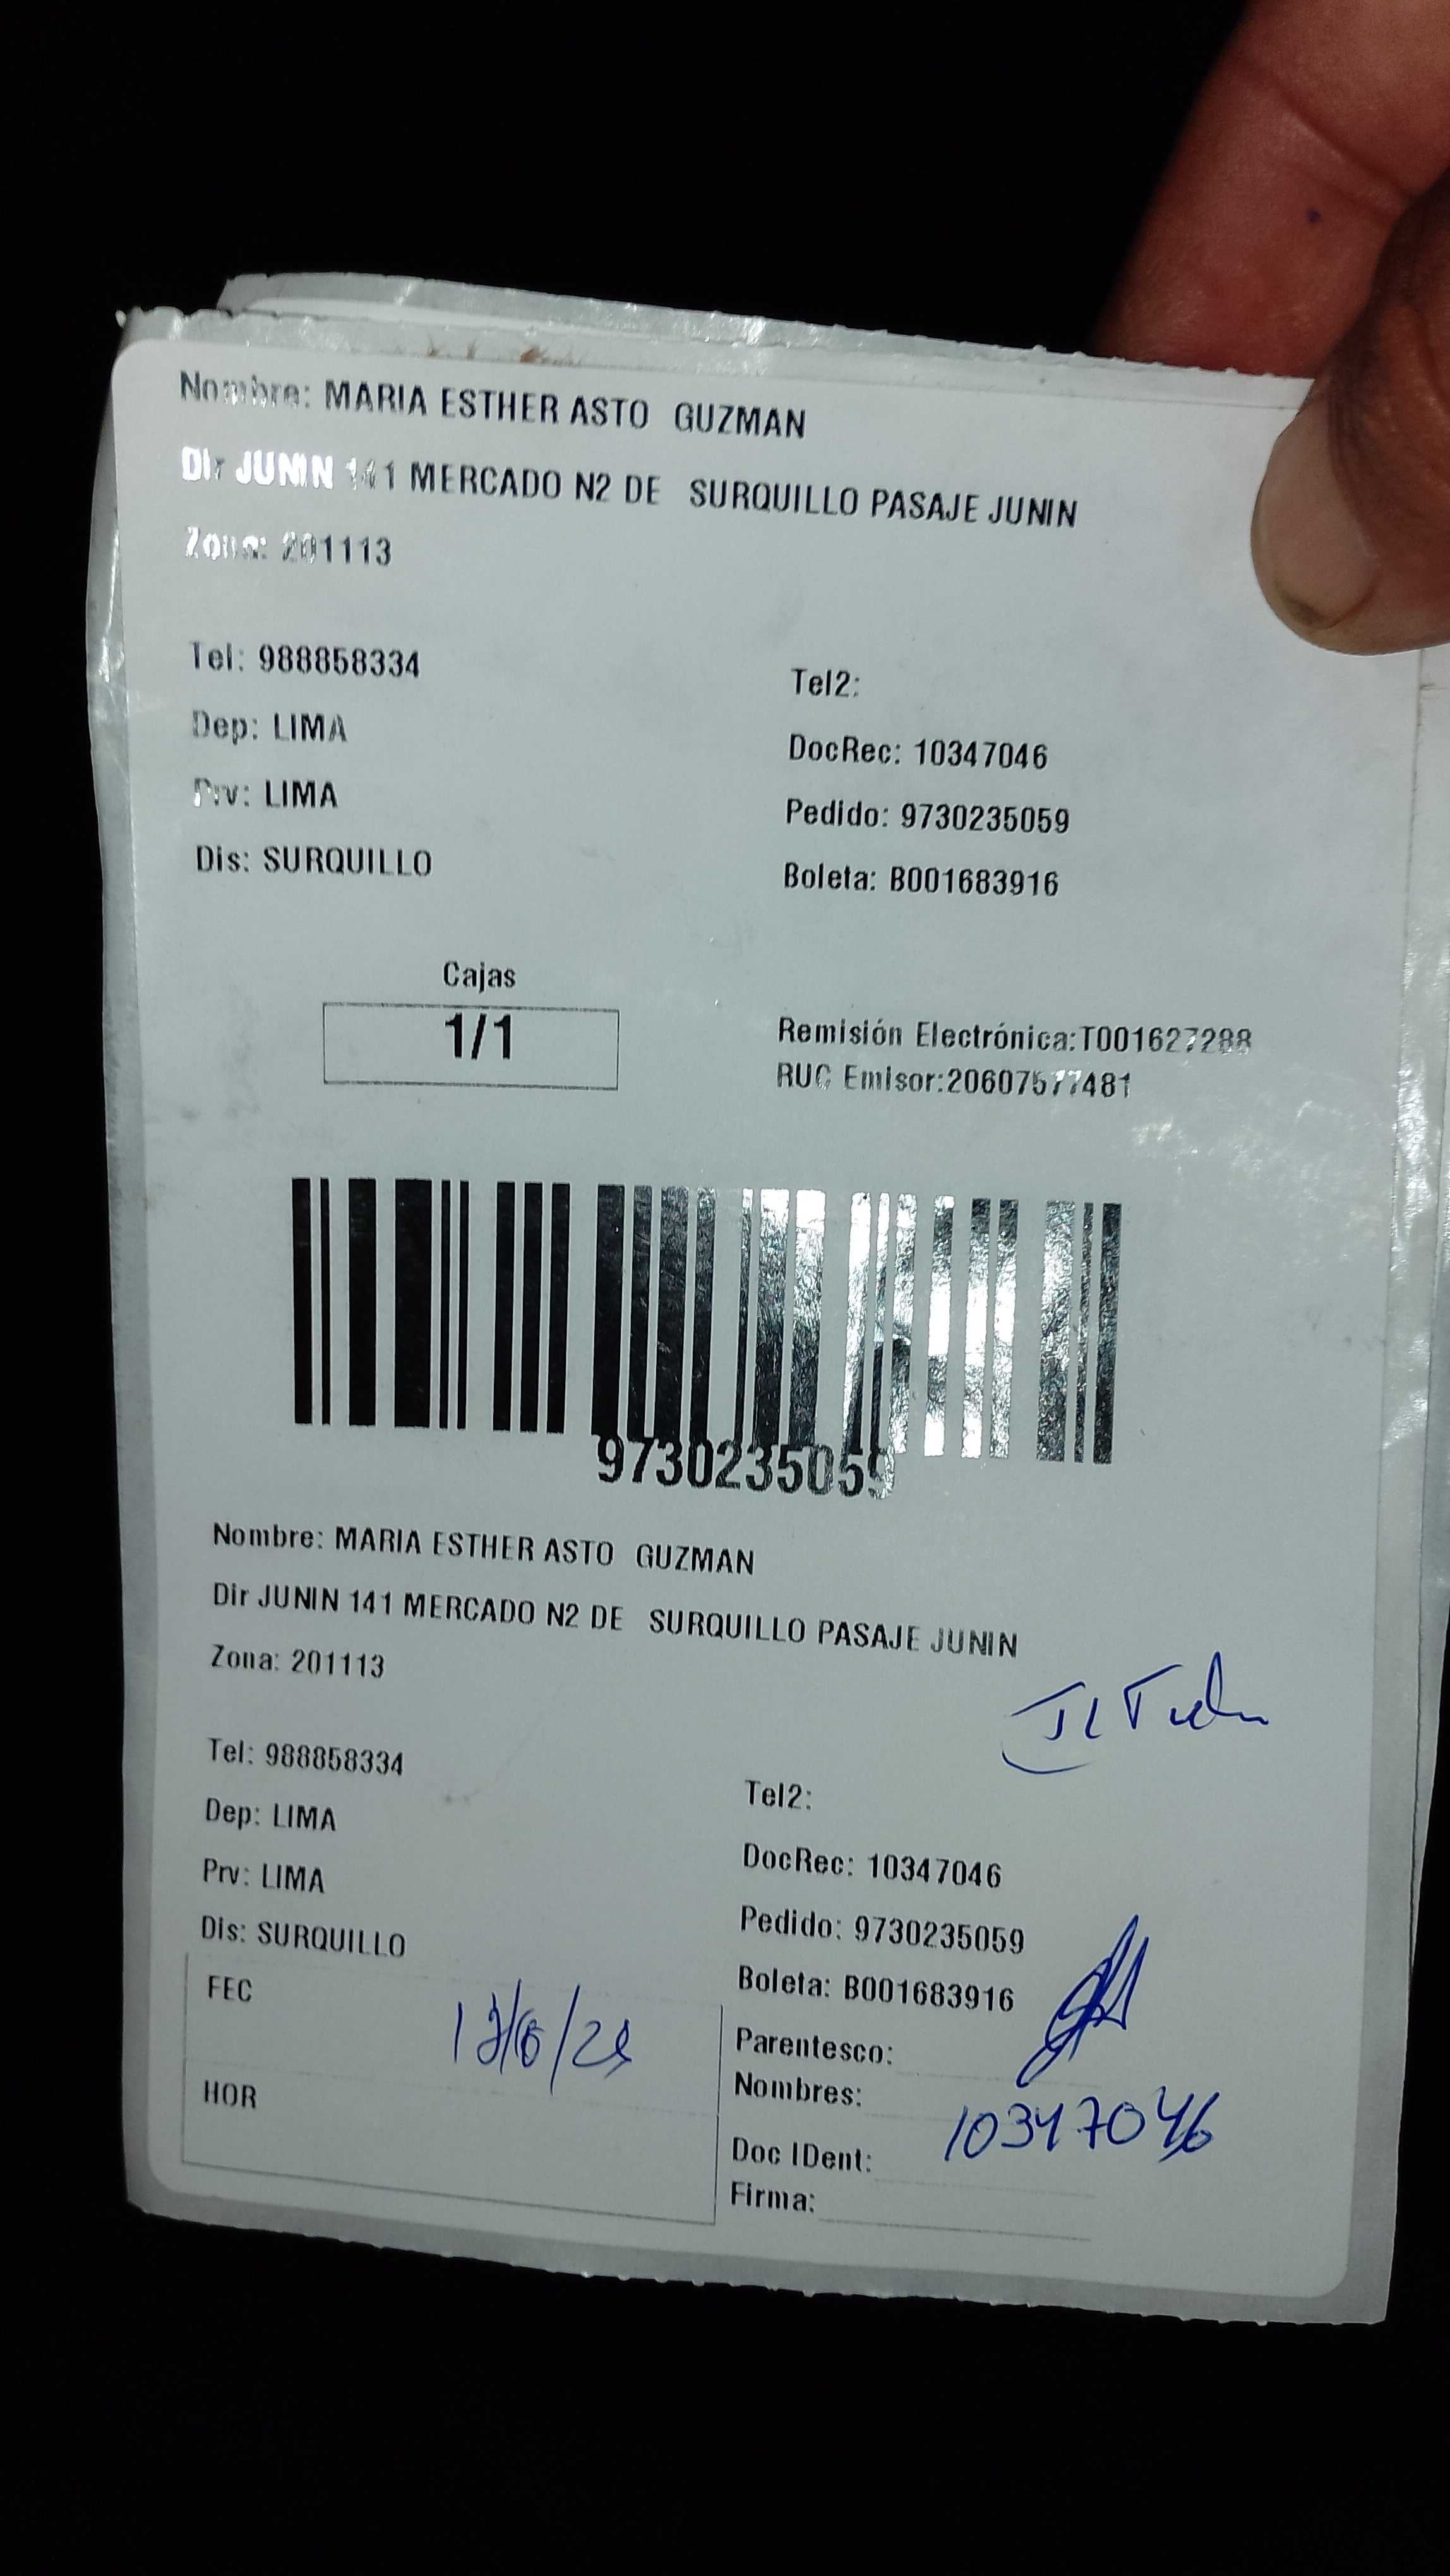 Nombre: MARIA ESTHER ASTO GUZMAN
Dir JUNIN 141 MERCADO N2 DE SURQUILLO PASAJE JUNIN
Zona: 201113
Tel: 988858334
Tel2:
Dep: LIMA
DocRec: 10347046
Prv: LIMA
Pedido: 9730235059
Dis: SURQUILLO
Boleta: B001683916
Cajas
1/1
Remisión Electrónica:T001627288
RUC Emisor:20607577481
9730235059
Nombre: MARIA ESTHER ASTO GUZMAN
Dir JUNIN 141 MERCADO N2 DE SURQUILLO PASAJE JUNIN
Zona: 201113
Tel: 988858334
Tel2:
Dep: LIMA
DocRec: 10347046
Prv: LIMA
Pedido: 9730235059
Dis: SURQUILLO
Boleta: B001683916
FEC
Parentesco:
Nombres:
HOR
10347046
Doc IDent:
Firma: